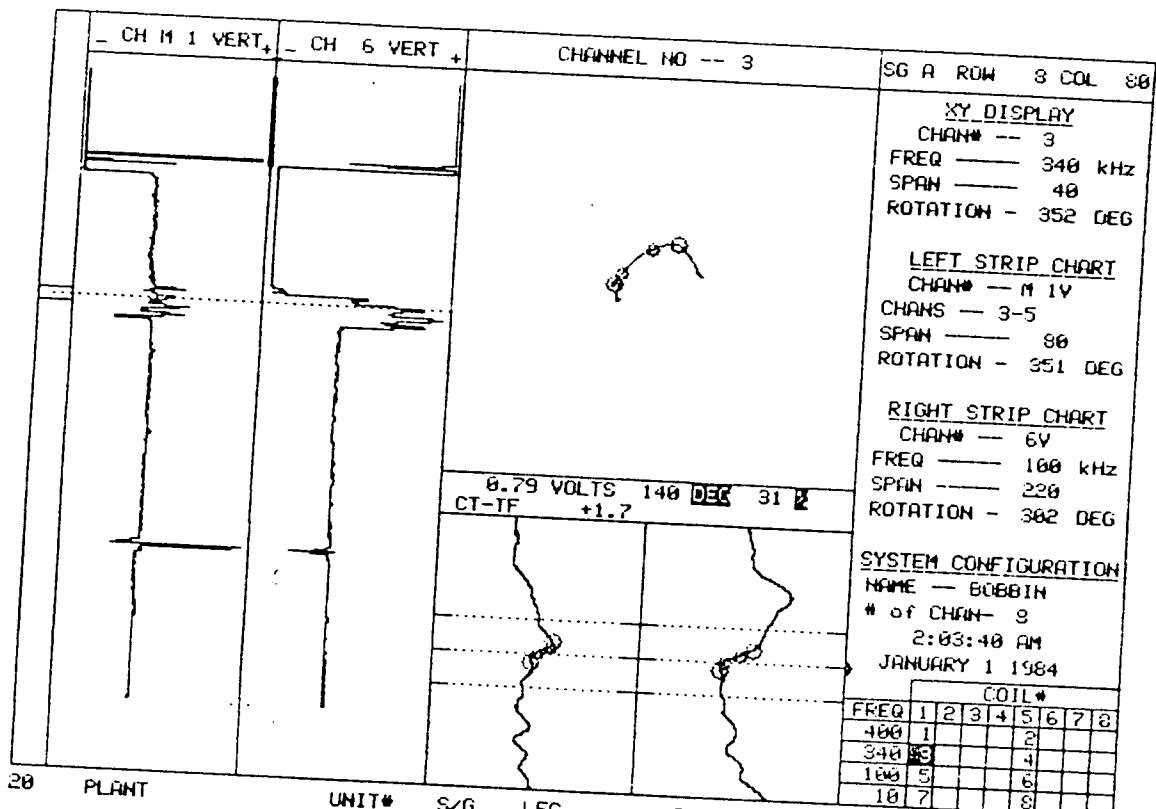 _ CH M 1 VERT +
_ CH 6 VERT +
CHANNEL NO -- 3
SG A ROW 8 COL 80
XY DISPLAY
CHAN# -- 3
FREQ —— 340 kHz
SPAN —— 40
ROTATION - 352 DEG
LEFT STRIP CHART
CHAN# -- M 1V
CHANS -- 3-5
SPAN —— 80
ROTATION - 351 DEG
RIGHT STRIP CHART
CHAN# -- 6V
FREQ —— 100 kHz
SPAN —— 220
ROTATION - 302 DEG
0.79 VOLTS 140 DEG 31 %
CT-TF +1.7
SYSTEM CONFIGURATION
NAME -- BOBBIN
# of CHAN- 8
2:03:40 AM
JANUARY 1 1984
COIL#
FREQ 1 2 3 4 5 6 7 8
400 1 2
340 3 4
100 5 6
10 7 8
20 PLANT UNIT# S/G LEG